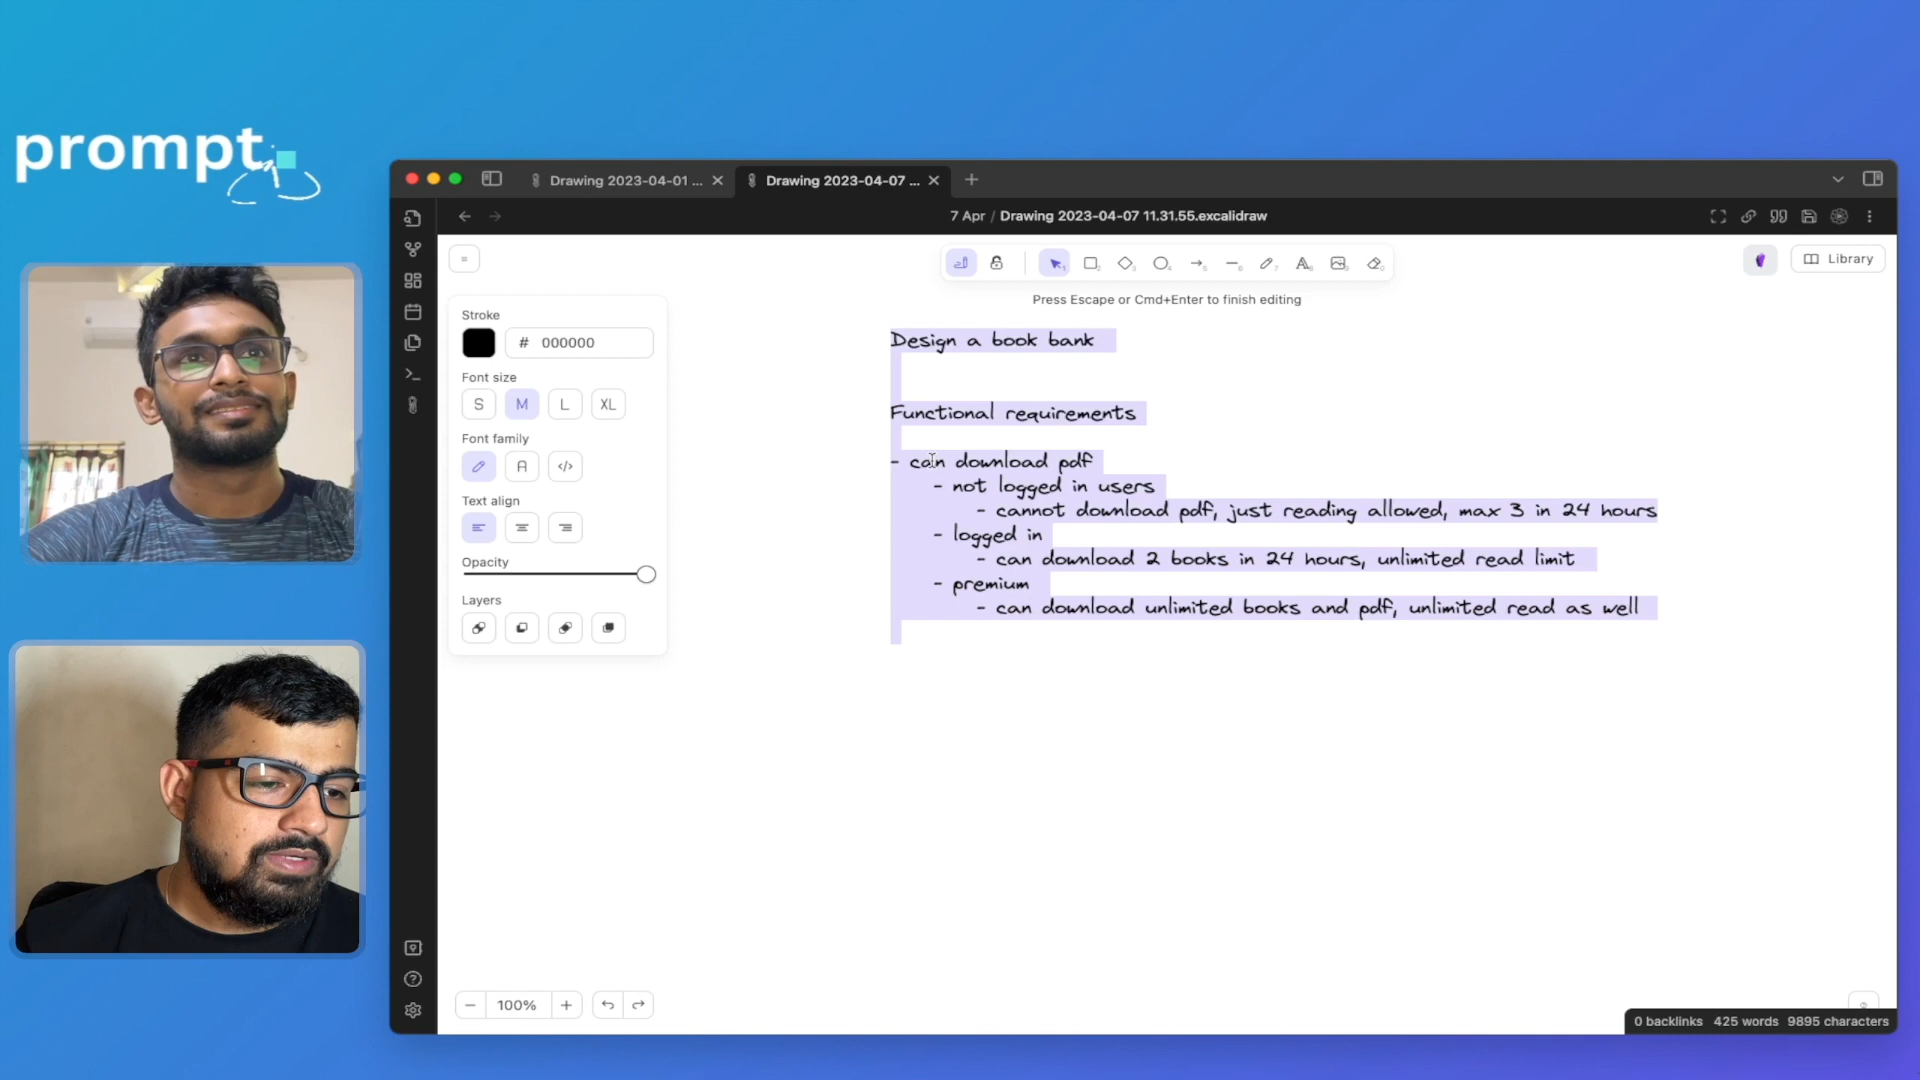 prompt.
Drawing 2023-04-01 ...
Drawing 2023-04-07 ...
7 Apr / Drawing 2023-04-07 11.31.55.excalidraw
Library
Press Escape or Cmd+Enter to finish editing
Stroke
# 000000
Font size
S M L XL
Font family
A </>
Text align
Opacity
Layers
Design a book bank
Functional requirements
- can download pdf
- not logged in users
- cannot download pdf, just reading allowed, max 3 in 24 hours
- logged in
- can download 2 books in 24 hours, unlimited read limit
- premium
- can download unlimited books and pdf, unlimited read as well
- 100% +
0 backlinks 425 words 9895 characters